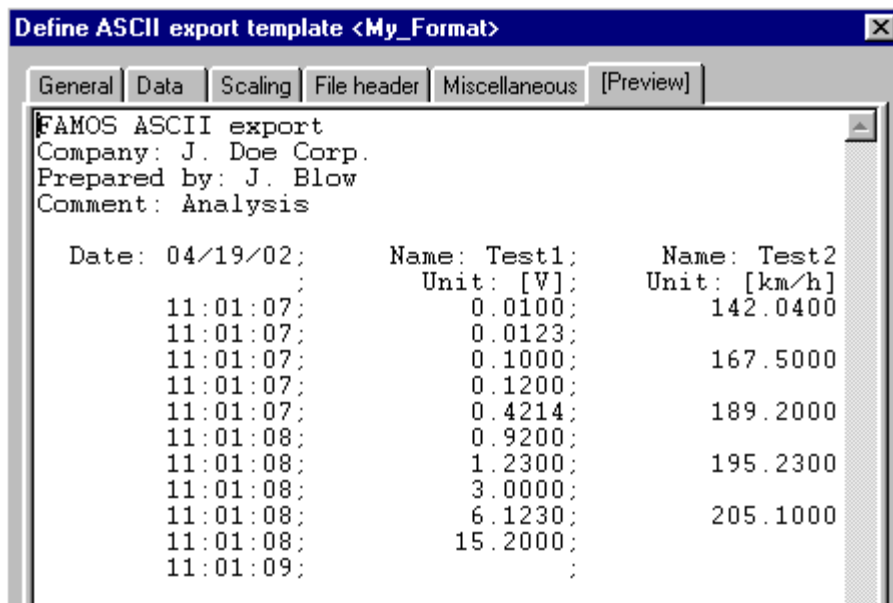 Define ASCII export template <My_Format>
General Data Scaling File header Miscellaneous [Preview]
FAMOS ASCII export
Company: J. Doe Corp.
Prepared by: J. Blow
Comment: Analysis
Date: 04/19/02; Name: Test1; Name: Test2
; Unit: [V]; Unit: [km/h]
11:01:07; 0.0100; 142.0400
11:01:07; 0.0123;
11:01:07; 0.1000; 167.5000
11:01:07; 0.1200;
11:01:07; 0.4214; 189.2000
11:01:08; 0.9200;
11:01:08; 1.2300; 195.2300
11:01:08; 3.0000;
11:01:08; 6.1230; 205.1000
11:01:08; 15.2000;
11:01:09; ;